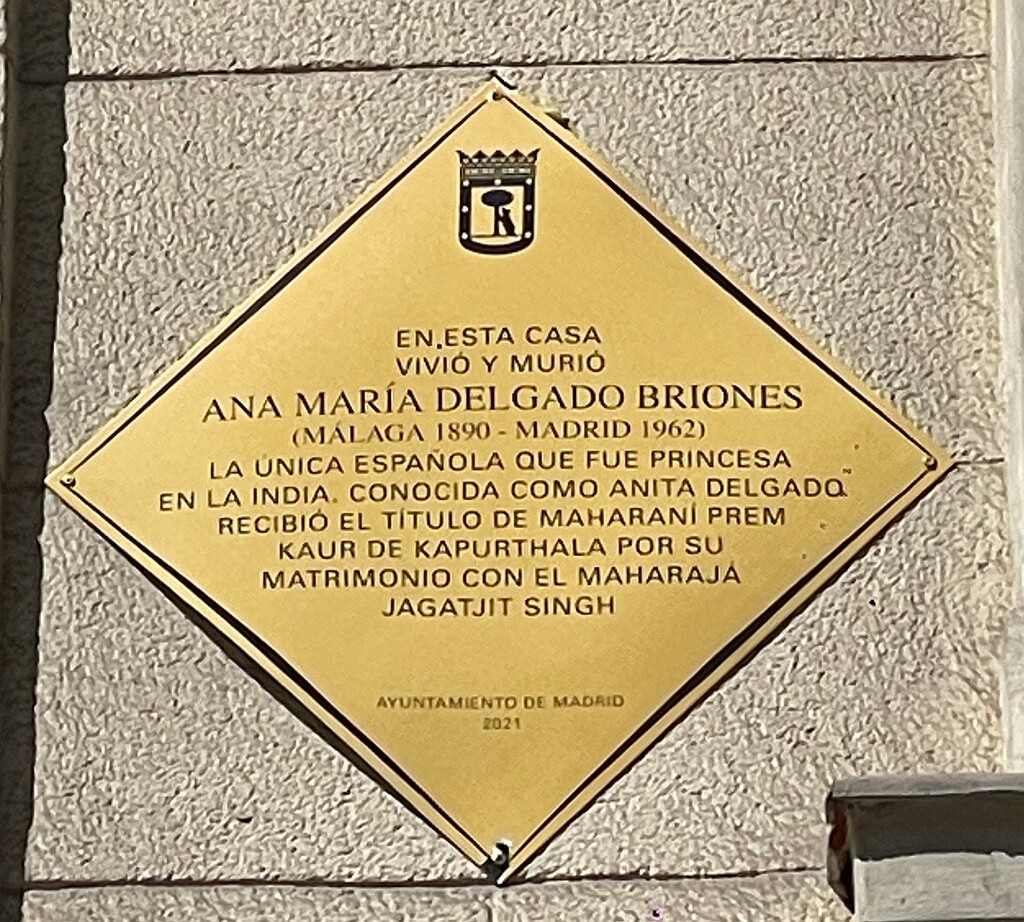 EN ESTA CASA
VIVIÓ Y MURIÓ
ANA MARÍA DELGADO BRIONES
(MÁLAGA 1890 - MADRID 1962)
LA ÚNICA ESPAÑOLA QUE FUE PRINCESA
EN LA INDIA. CONOCIDA COMO ANITA DELGADO
RECIBIÓ EL TÍTULO DE MAHARANÍ PREM
KAUR DE KAPURTHALA POR SU
MATRIMONIO CON EL MAHARAJÁ
JAGATJIT SINGH
AYUNTAMIENTO DE MADRID
2021